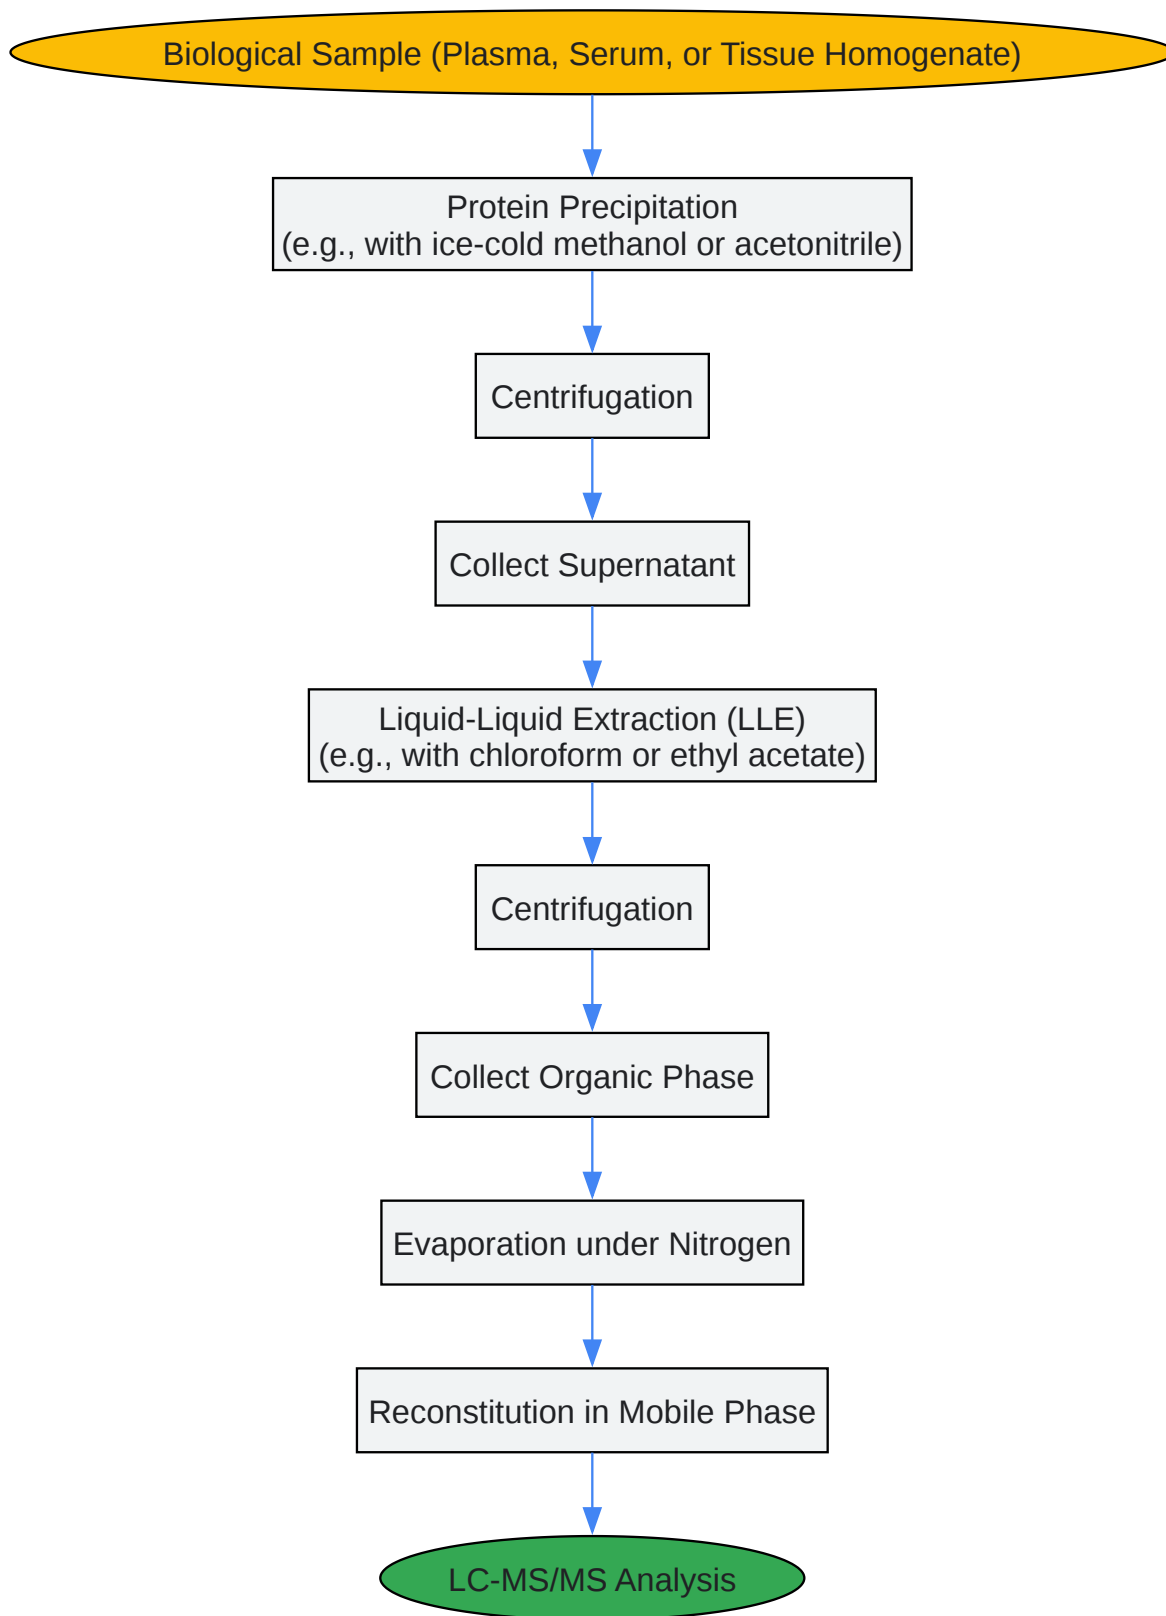 Biological Sample (Plasma, Serum, or Tissue Homogenate)
Protein Precipitation
(e.g., with ice-cold methanol or acetonitrile)
Centrifugation
Collect Supernatant
Liquid-Liquid Extraction (LLE)
(e.g., with chloroform or ethyl acetate)
Centrifugation
Collect Organic Phase
Evaporation under Nitrogen
Reconstitution in Mobile Phase
LC-MS/MS Analysis